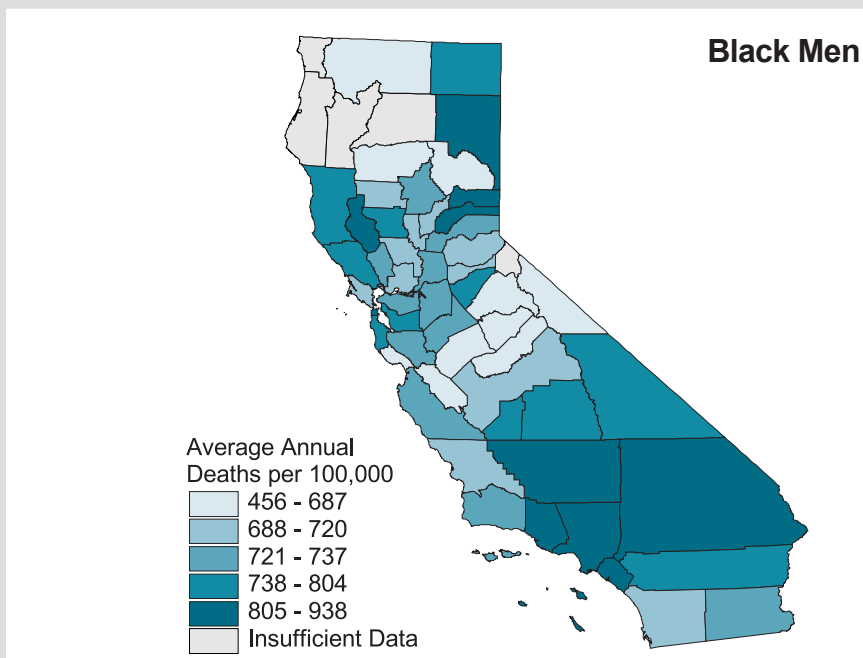 Black Men
Average Annual
Deaths per 100,000
456 - 687
688 - 720
721 - 737
738 - 804
805 - 938
Insufficient Data